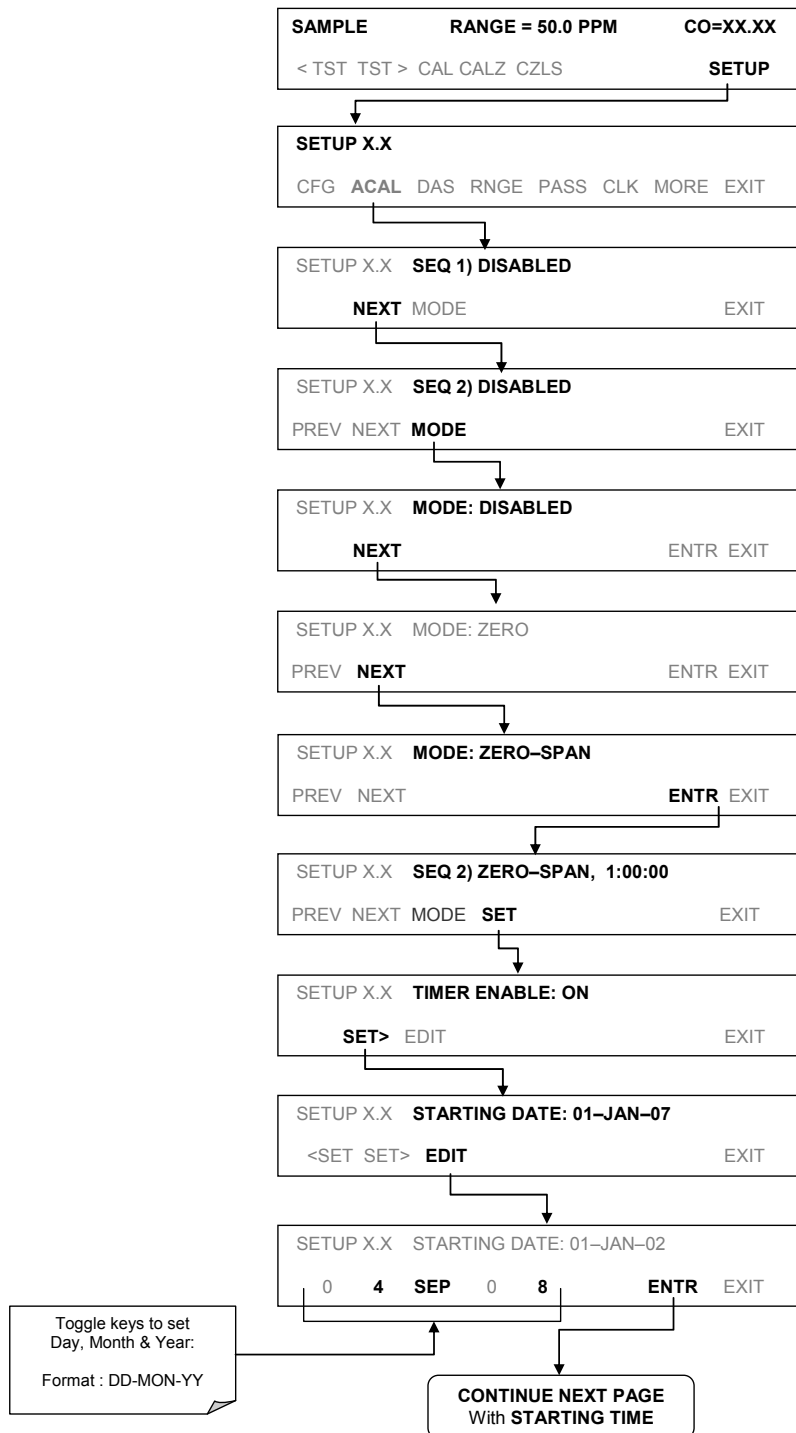 SAMPLE RANGE = 50.0 PPM CO=XX.XX
< TST TST > CAL CALZ CZLS SETUP
SETUP X.X
CFG ACAL DAS RNGE PASS CLK MORE EXIT
SETUP X.X SEQ 1) DISABLED
NEXT MODE EXIT
SETUP X.X SEQ 2) DISABLED
PREV NEXT MODE EXIT
SETUP X.X MODE: DISABLED
NEXT ENTR EXIT
SETUP X.X MODE: ZERO
PREV NEXT ENTR EXIT
SETUP X.X MODE: ZERO–SPAN
PREV NEXT ENTR EXIT
SETUP X.X SEQ 2) ZERO–SPAN, 1:00:00
PREV NEXT MODE SET EXIT
SETUP X.X TIMER ENABLE: ON
SET> EDIT EXIT
SETUP X.X STARTING DATE: 01–JAN–07
<SET SET> EDIT EXIT
SETUP X.X STARTING DATE: 01–JAN–02
0 4 SEP 0 8 ENTR EXIT
Toggle keys to set
Day, Month & Year:
Format : DD-MON-YY
CONTINUE NEXT PAGE
With STARTING TIME